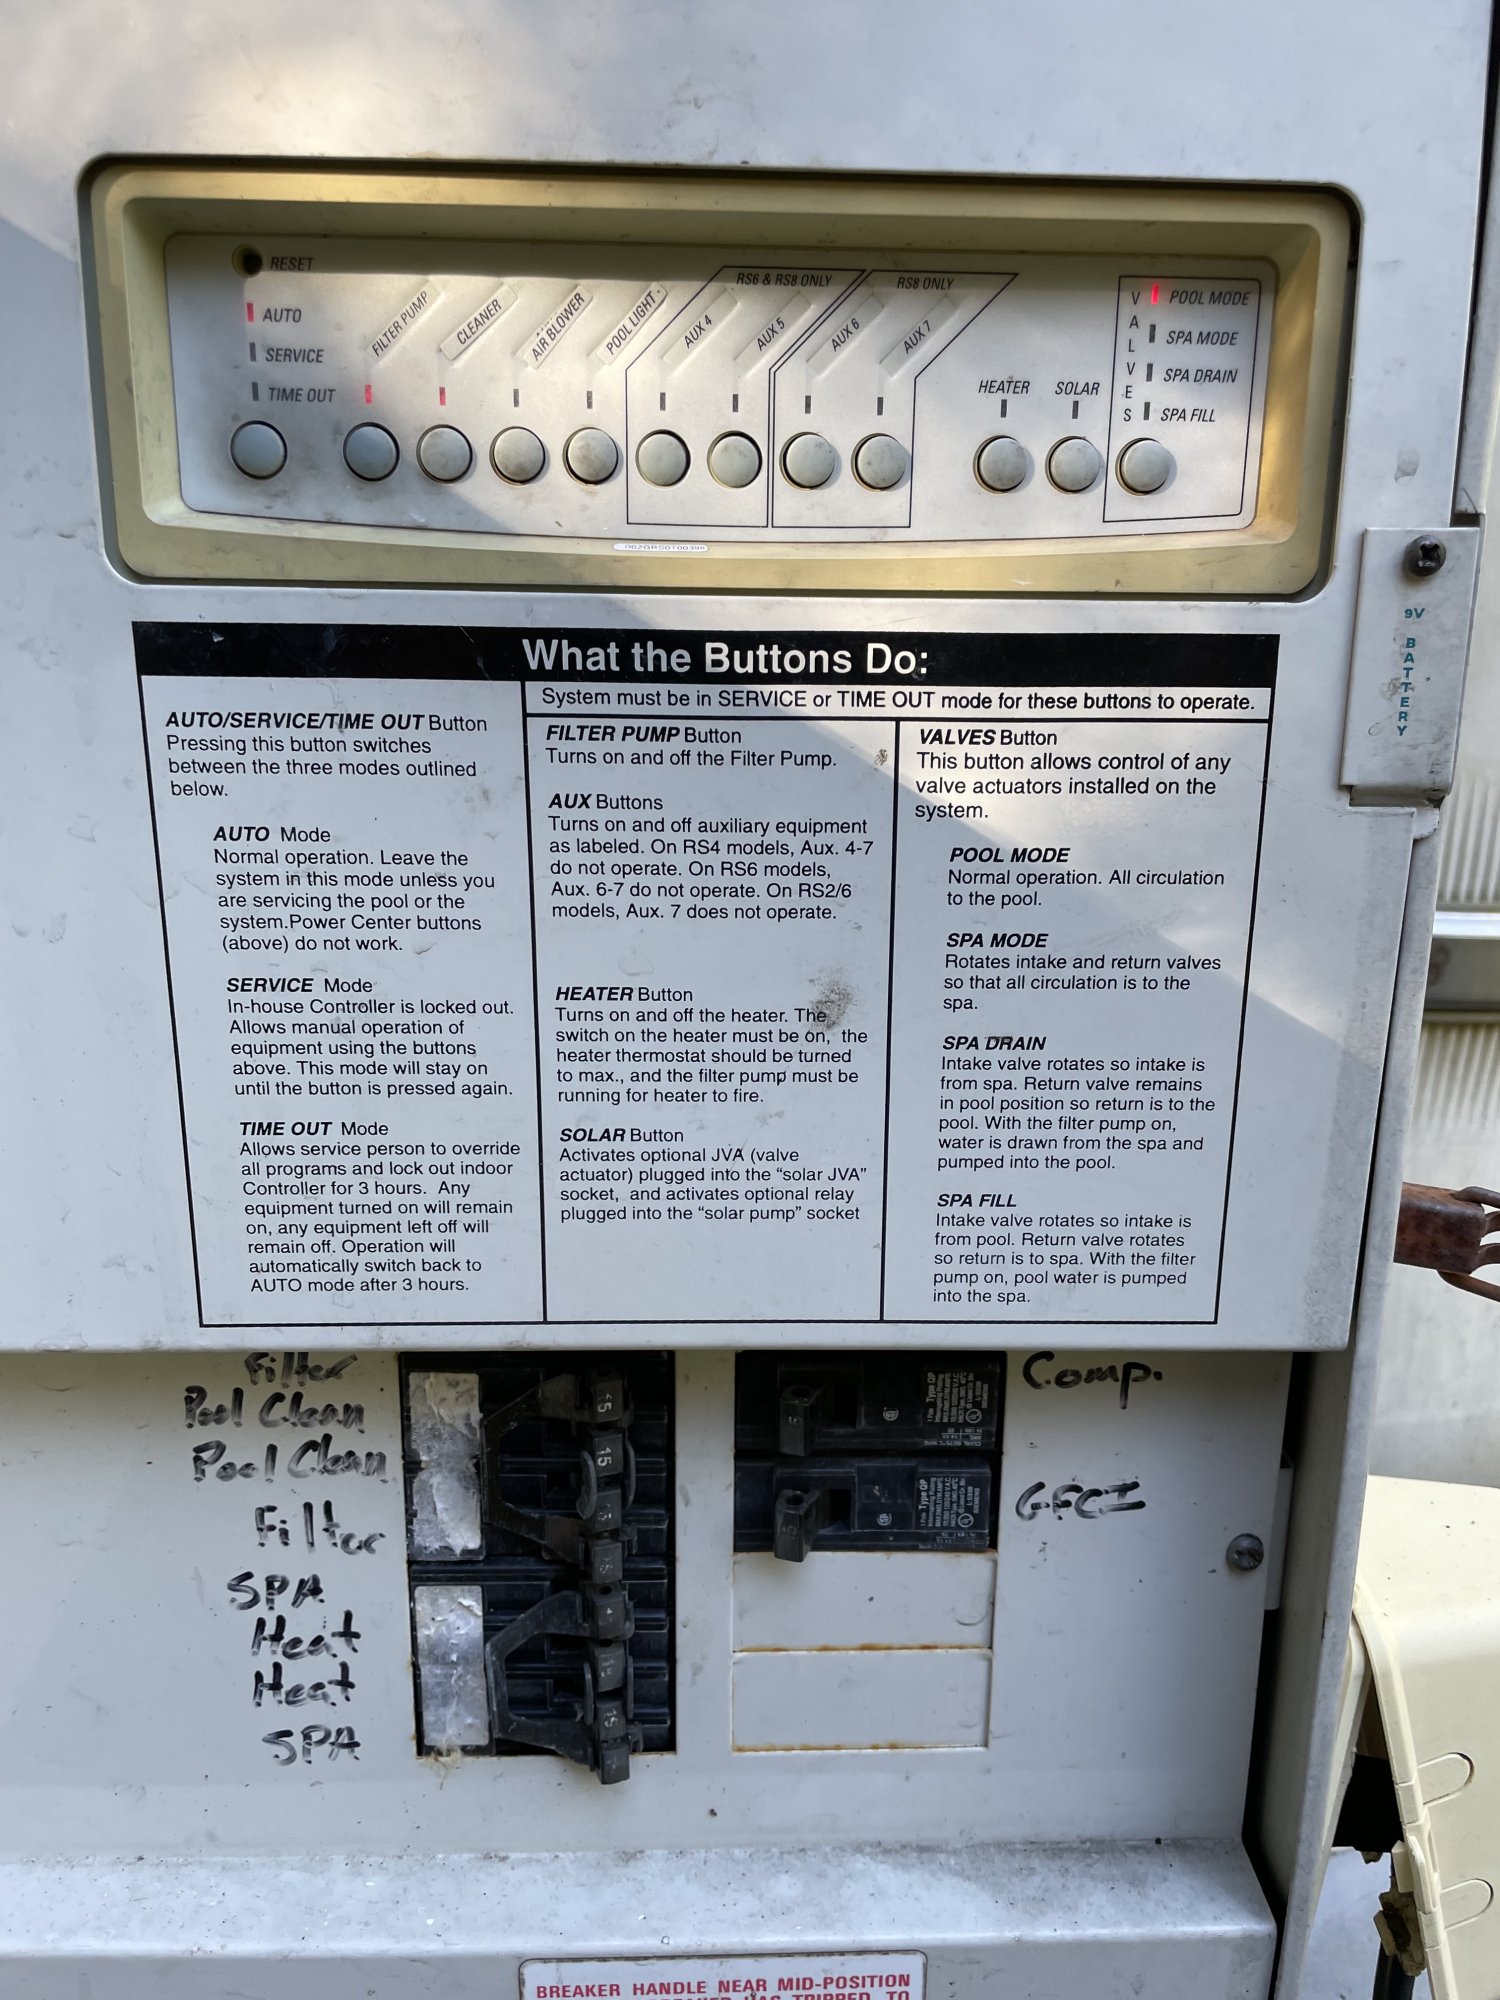 RESET
AUTO
SERVICE
TIME OUT
FILTER PUMP
CLEANER
AIR BLOWER
POOL LIGHT
RS6 & RS8 ONLY
AUX 4
AUX 5
RS8 ONLY
AUX 6
AUX 7
HEATER
SOLAR
VALVES
POOL MODE
SPA MODE
SPA DRAIN
SPA FILL
9V
BATTERY
What the Buttons Do:
System must be in SERVICE or TIME OUT mode for these buttons to operate.
AUTO/SERVICE/TIME OUT Button
Pressing this button switches
between the three modes outlined
below.
AUTO Mode
Normal operation. Leave the
system in this mode unless you
are servicing the pool or the
system.Power Center buttons
(above) do not work.
SERVICE Mode
In-house Controller is locked out.
Allows manual operation of
equipment using the buttons
above. This mode will stay on
until the button is pressed again.
TIME OUT Mode
Allows service person to override
all programs and lock out indoor
Controller for 3 hours. Any
equipment turned on will remain
on, any equipment left off will
remain off. Operation will
automatically switch back to
AUTO mode after 3 hours.
FILTER PUMP Button
Turns on and off the Filter Pump.
AUX Buttons
Turns on and off auxiliary equipment
as labeled. On RS4 models, Aux. 4-7
do not operate. On RS6 models,
Aux. 6-7 do not operate. On RS2/6
models, Aux. 7 does not operate.
HEATER Button
Turns on and off the heater. The
switch on the heater must be on, the
heater thermostat should be turned
to max., and the filter pump must be
running for heater to fire.
SOLAR Button
Activates optional JVA (valve
actuator) plugged into the “solar JVA”
socket, and activates optional relay
plugged into the “solar pump” socket
VALVES Button
This button allows control of any
valve actuators installed on the
system.
POOL MODE
Normal operation. All circulation
to the pool.
SPA MODE
Rotates intake and return valves
so that all circulation is to the
spa.
SPA DRAIN
Intake valve rotates so intake is
from spa. Return valve remains
in pool position so return is to the
pool. With the filter pump on,
water is drawn from the spa and
pumped into the pool.
SPA FILL
Intake valve rotates so intake is
from pool. Return valve rotates
so return is to spa. With the filter
pump on, pool water is pumped
into the spa.
Filter
Pool Clean
Pool Clean
Filter
SPA
Heat
Heat
SPA
15
Comp.
GFCI
Type QP
Type QP
BREAKER HANDLE NEAR MID-POSITION
HAS TRIPPED TO